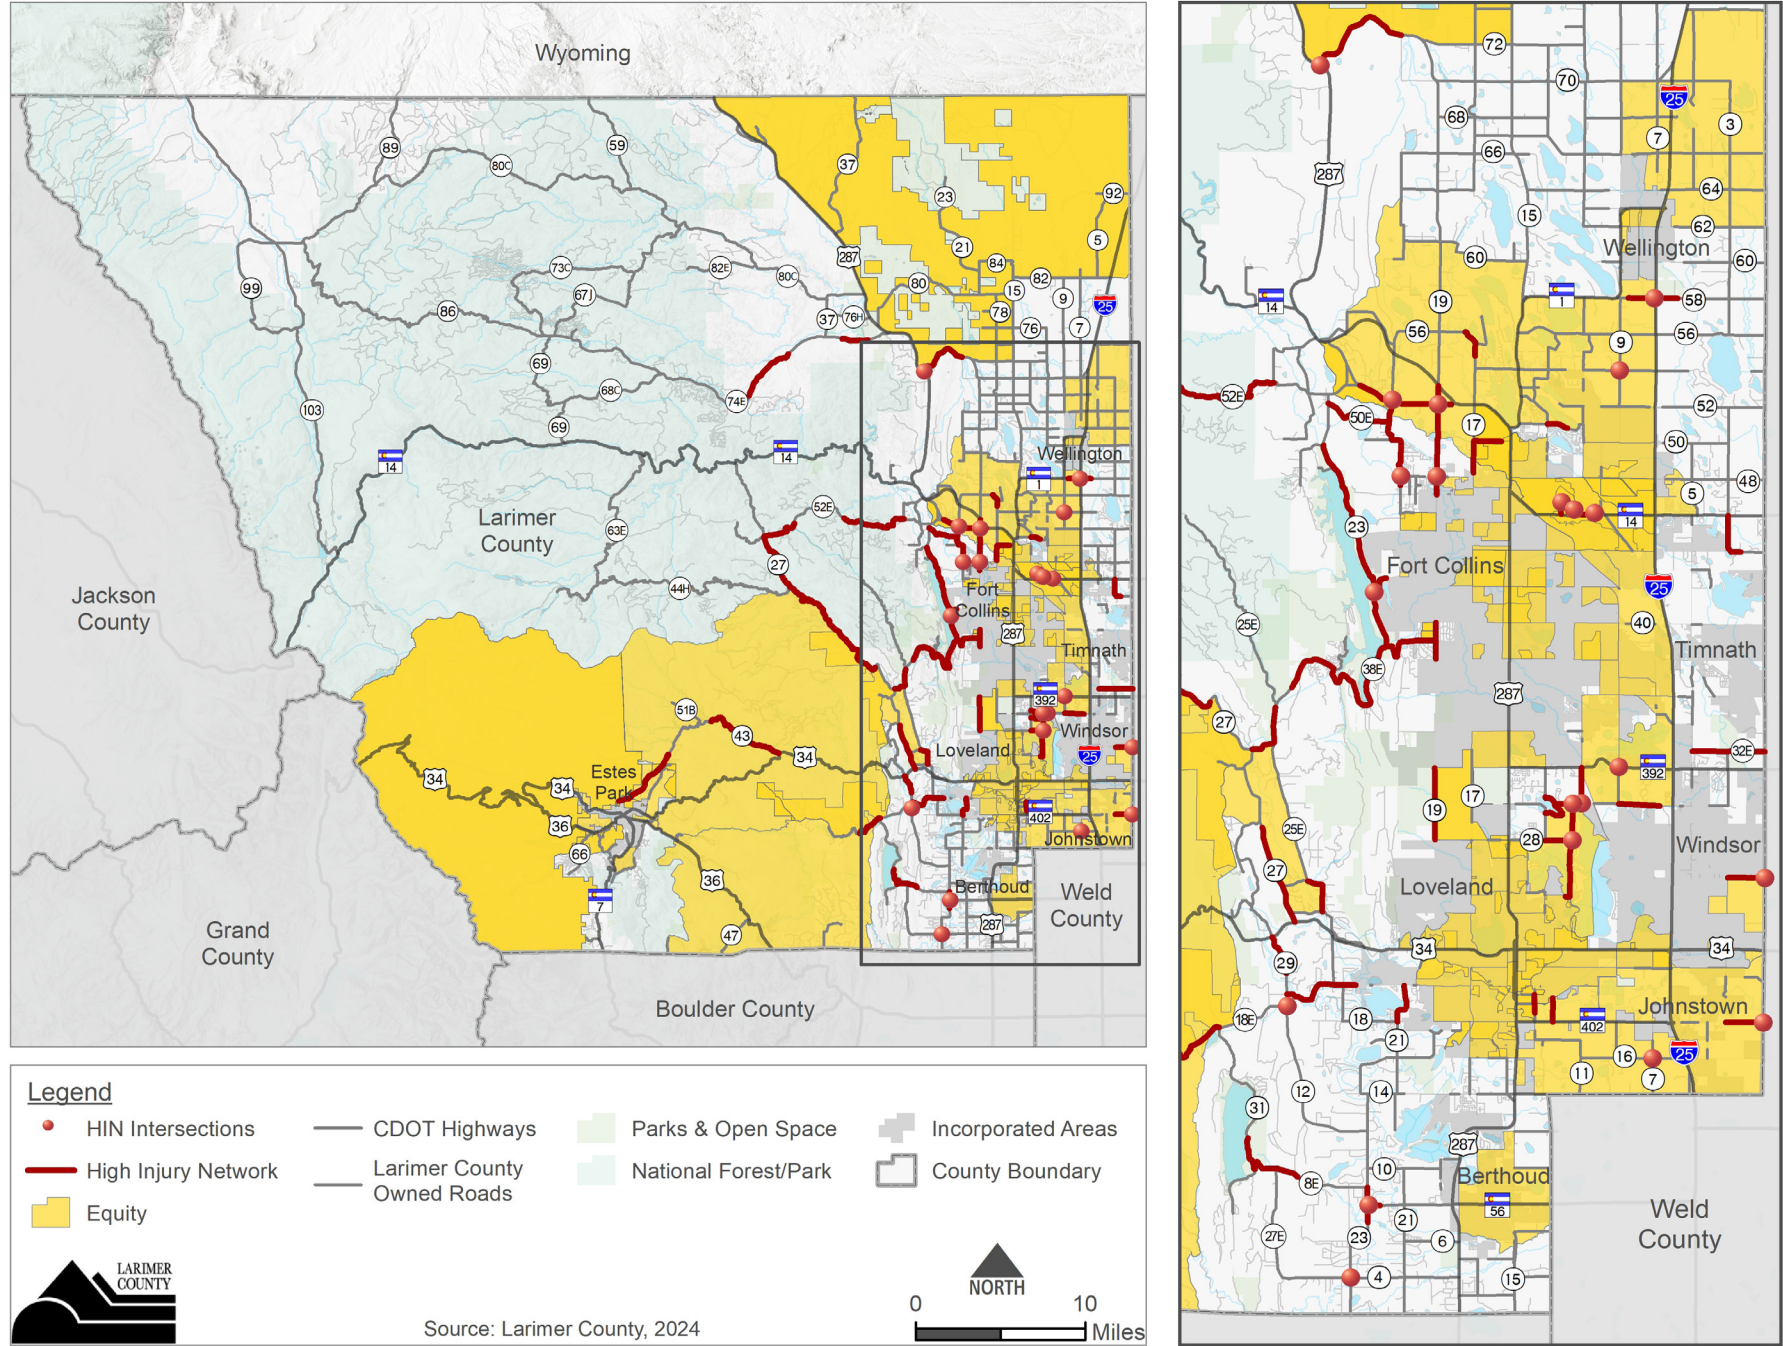 Wyoming
89
80C
59
37
23
92
5
21
287
84
82
80
15
9
25
78
76
7
37
76H
73C
82E
80C
67J
99
86
69
68C
74E
103
69
14
14
Wellington
1
52E
Larimer
County
63E
27
44H
Fort
Collins
287
Jackson
County
Timnath
392
Windsor
51B
43
34
Loveland
25
Estes
Park
34
34
36
402
Johnstown
66
36
Berthoud
7
287
Weld
County
47
Grand
County
Boulder County
Legend
HIN Intersections
High Injury Network
Equity
CDOT Highways
Larimer County
Owned Roads
Parks & Open Space
National Forest/Park
Incorporated Areas
County Boundary
LARIMER
COUNTY
Source: Larimer County, 2024
NORTH
0
10
Miles
72
70
25
68
7
3
66
287
64
15
62
Wellington
60
60
14
19
1
58
56
9
56
52E
52
50E
17
50
48
5
14
23
Fort Collins
25
25E
40
Timnath
38E
287
27
32E
392
19
17
25E
28
Windsor
27
Loveland
34
34
29
Johnstown
18E
18
402
21
16
25
11
7
12
14
31
287
10
8E
Berthoud
56
21
27E
23
6
4
15
Weld
County